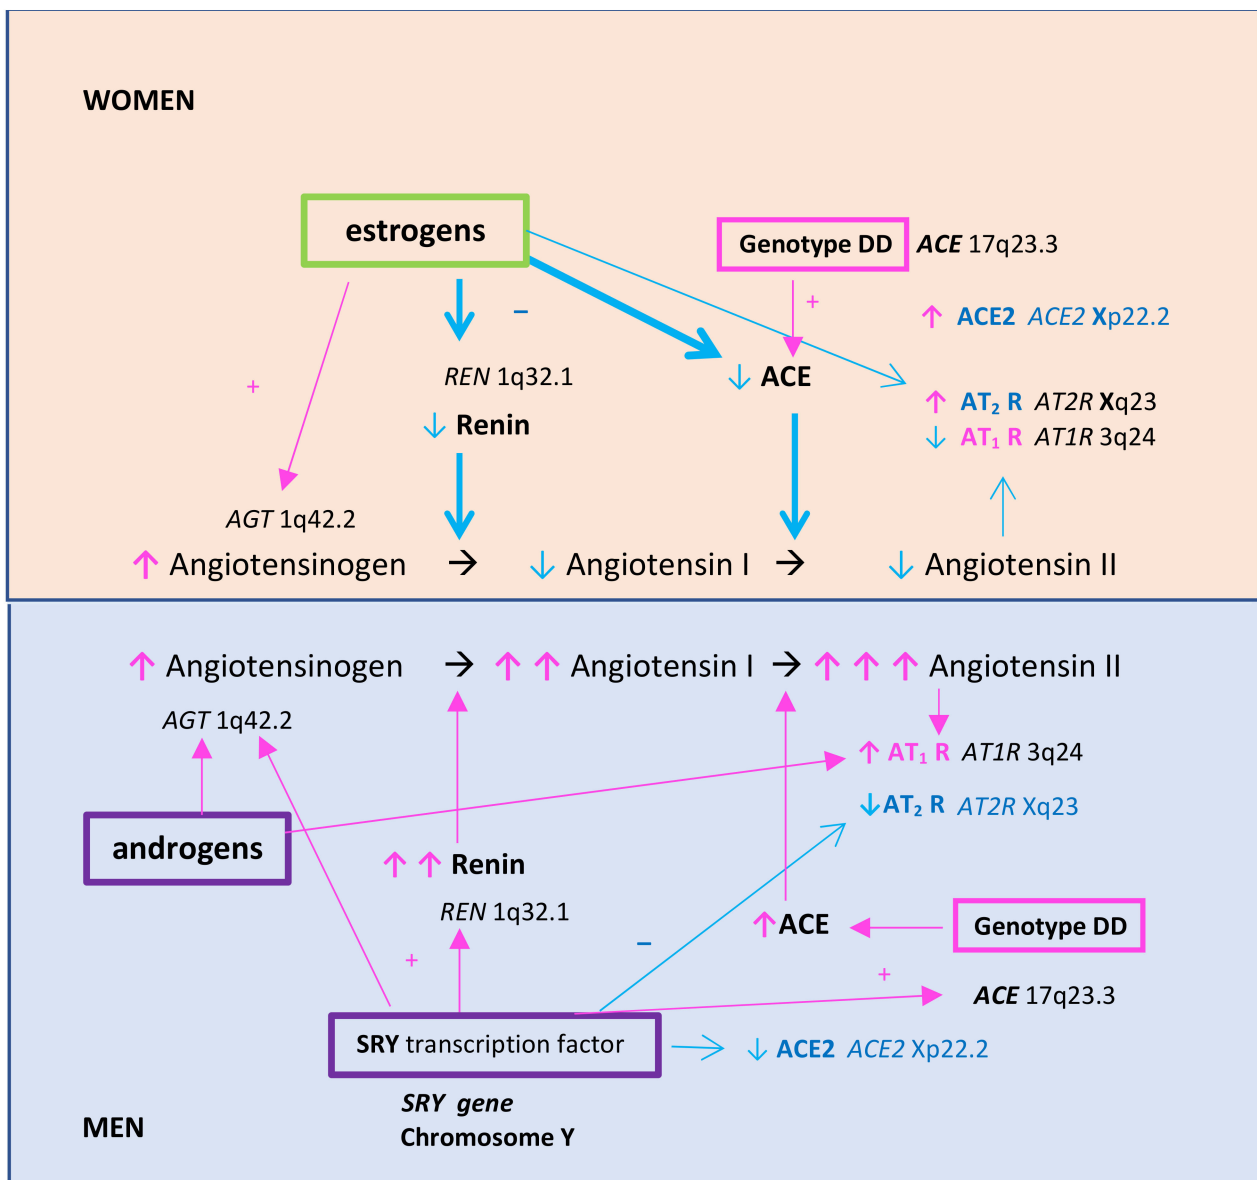 WOMEN
estrogens
Genotype DD ACE 17q23.3
+
– ↑ ACE2 ACE2 Xp22.2
REN 1q32.1
↓ ACE
+
↑ AT₂ R AT2R Xq23
↓ Renin
↓ AT₁ R AT1R 3q24
AGT 1q42.2
↑ Angiotensinogen → ↓ Angiotensin I → ↓ Angiotensin II
↑ Angiotensinogen → ↑ ↑ Angiotensin I → ↑ ↑ ↑ Angiotensin II
AGT 1q42.2
↑ AT₁ R AT1R 3q24
↓ AT₂ R AT2R Xq23
androgens
↑ ↑ Renin
REN 1q32.1
↑ ACE
Genotype DD
–
+
+
ACE 17q23.3
SRY transcription factor
↓ ACE2 ACE2 Xp22.2
SRY gene
Chromosome Y
MEN